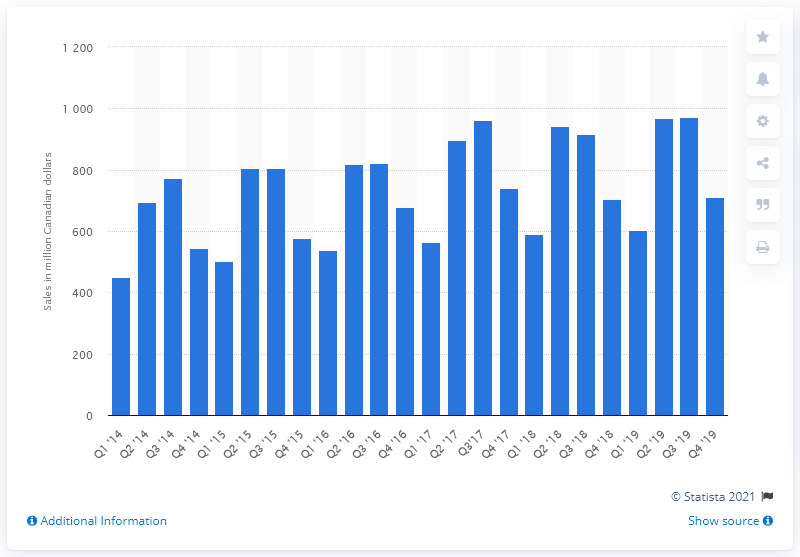 1 200
1 000
800
600
400
200
0
Sales in million Canadian dollars
Q1 '14
Q2 '14
Q3 '14
Q4 '14
Q1 '15
Q2 '15
Q3 '15
Q4 '15
Q1 '16
Q2 '16
Q3 '16
Q4 '16
Q1 '17
Q2 '17
Q3'17
Q4 '17
Q1 '18
Q2 '18
Q3 '18
Q4 '18
Q1 '19
Q2 '19
Q3 '19
Q4 '19
© Statista 2021
Additional Information
Show source